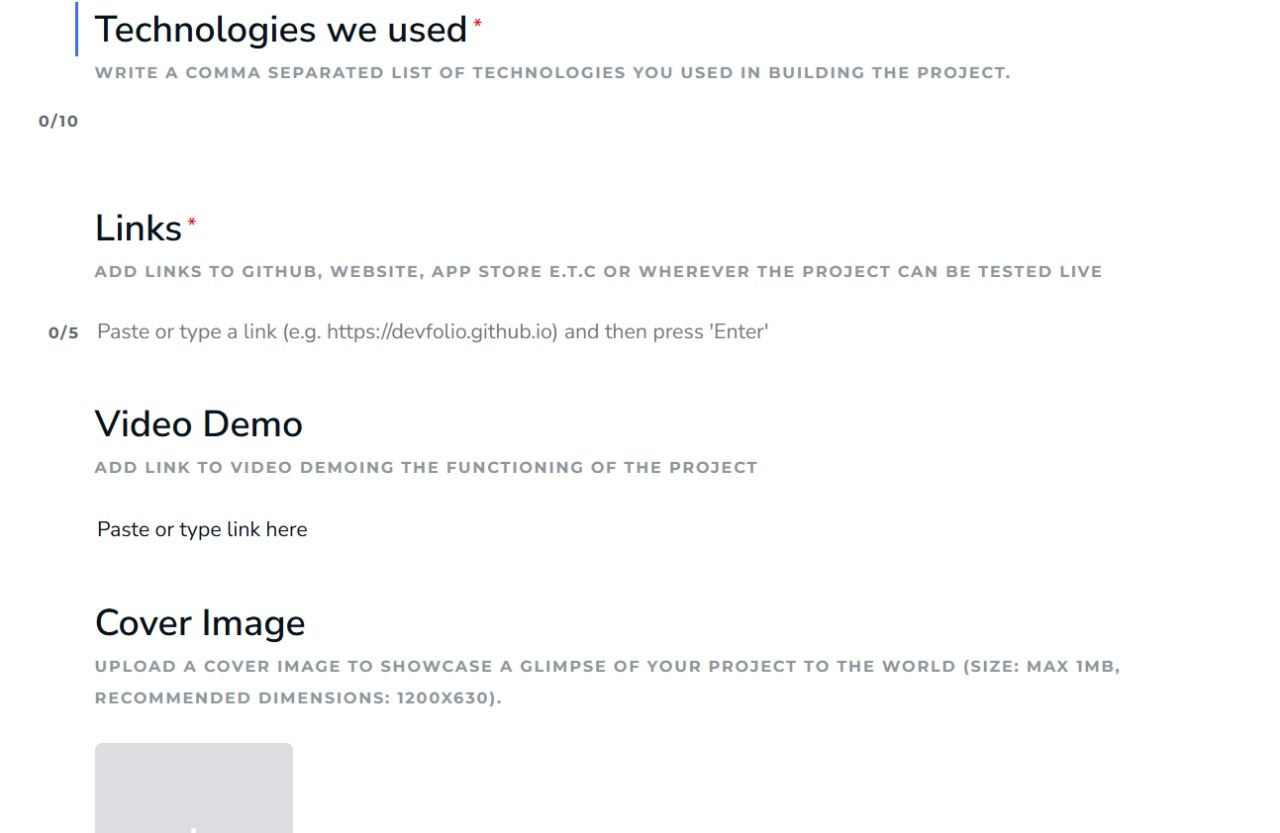 Technologies we used *
WRITE A COMMA SEPARATED LIST OF TECHNOLOGIES YOU USED IN BUILDING THE PROJECT.
0/10
Links *
ADD LINKS TO GITHUB, WEBSITE, APP STORE E.T.C OR WHEREVER THE PROJECT CAN BE TESTED LIVE
0/5 Paste or type a link (e.g. https://devfolio.github.io) and then press 'Enter'
Video Demo
ADD LINK TO VIDEO DEMOING THE FUNCTIONING OF THE PROJECT
Paste or type link here
Cover Image
UPLOAD A COVER IMAGE TO SHOWCASE A GLIMPSE OF YOUR PROJECT TO THE WORLD (SIZE: MAX 1MB,
RECOMMENDED DIMENSIONS: 1200X630).